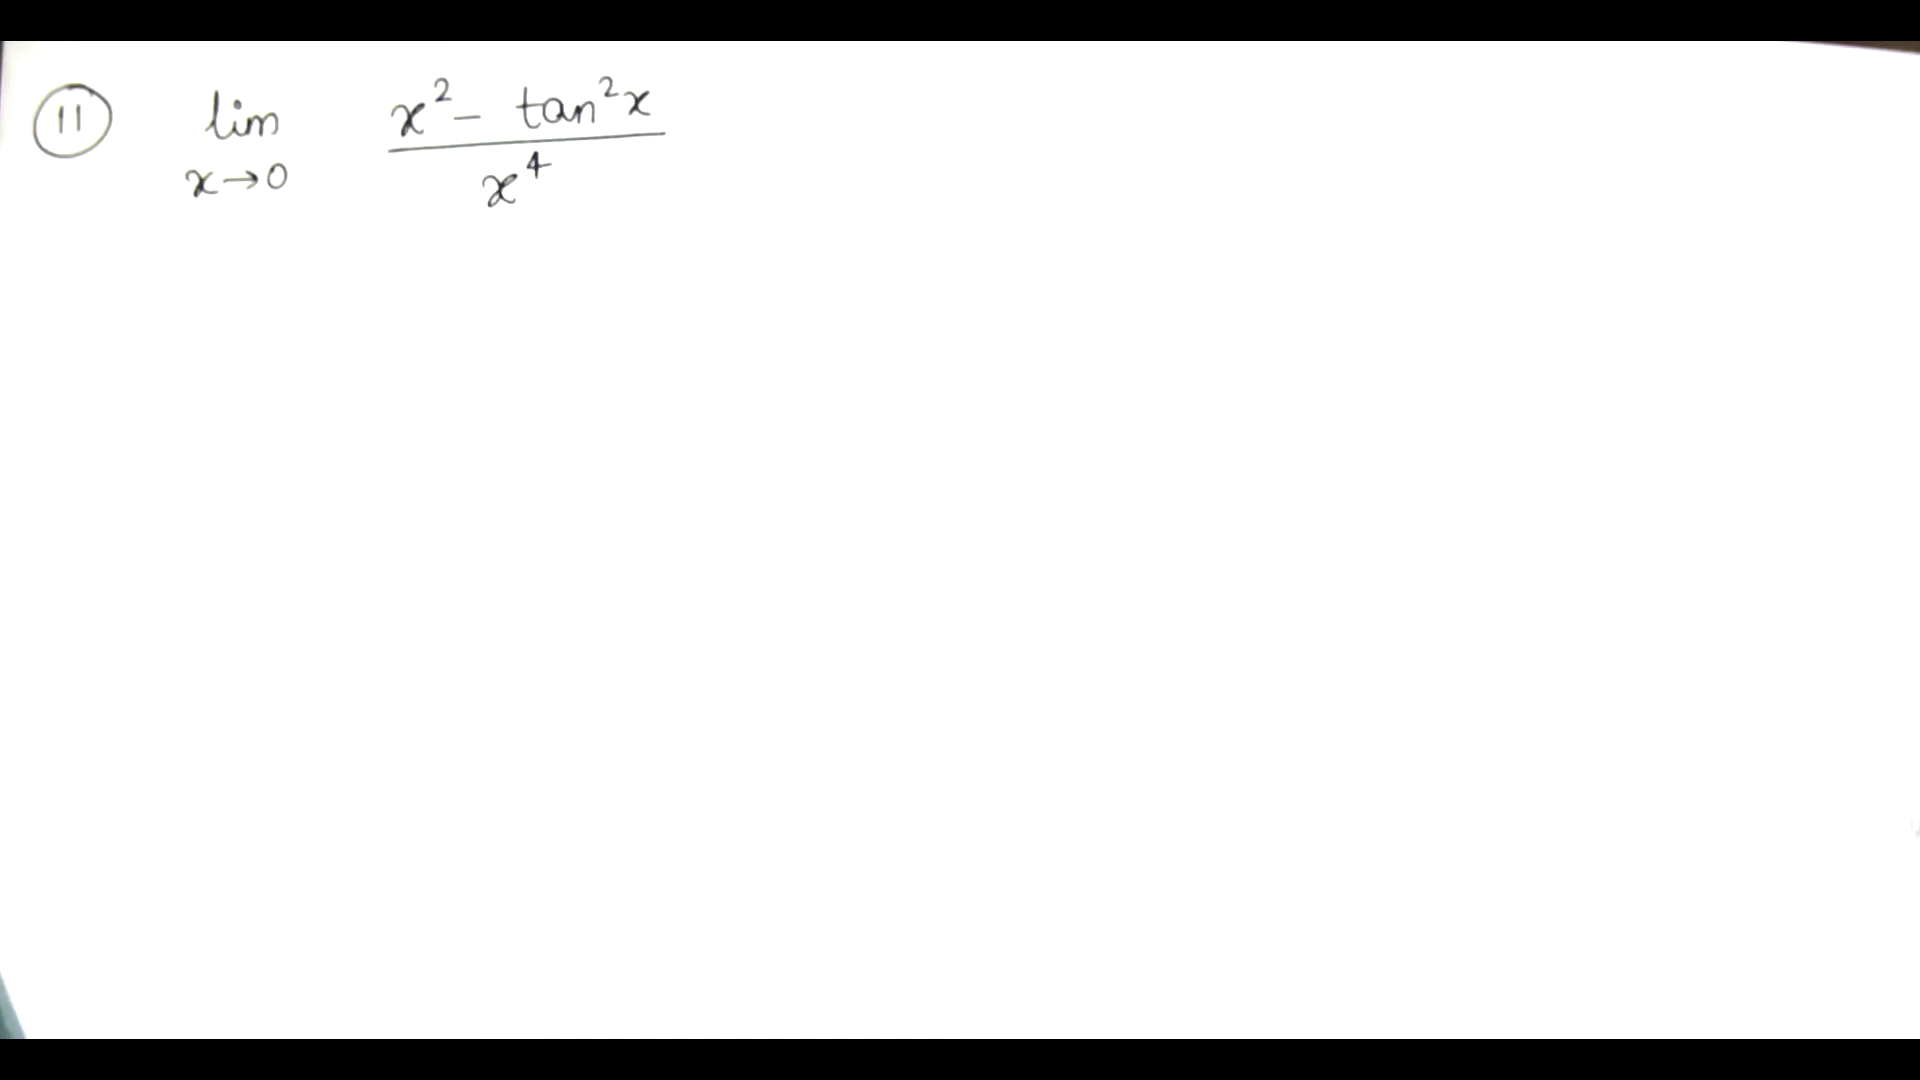 11 lim x→0 x² - tan²x / x⁴